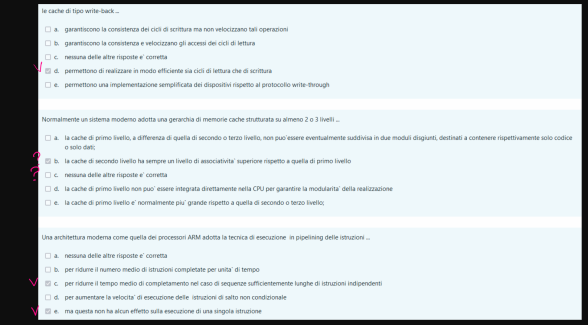 le cache di tipo write-back ...
a. garantiscono la consistenza dei cicli di scrittura ma non velocizzano tali operazioni
b. garantiscono la consistenza e velocizzano gli accessi dei cicli di lettura
c. nessuna delle altre risposte e` corretta
d. permettono di realizzare in modo efficiente sia cicli di lettura che di scrittura
e. permettono una implementazione semplificata dei dispositivi rispetto al protocollo write-through
Normalmente un sistema moderno adotta una gerarchia di memorie cache strutturata su almeno 2 o 3 livelli ...
a. la cache di primo livello, a differenza di quella di secondo o terzo livello, non puo`essere eventualmente suddivisa in due moduli disgiunti, destinati a contenere rispettivamente solo codice
o solo dati;
??? b. la cache di secondo livello ha sempre un livello di associativita` superiore rispetto a quella di primo livello
c. nessuna delle altre risposte e` corretta
d. la cache di primo livello non puo` essere integrata direttamente nella CPU per garantire la modularita` della realizzazione
e. la cache di primo livello e` normalmente piu` grande rispetto a quella di secondo o terzo livello;
Una architettura moderna come quella dei processori ARM adotta la tecnica di esecuzione in pipelining delle istruzioni ...
a. nessuna delle altre risposte e` corretta
b. per ridurre il numero medio di istruzioni completate per unita` di tempo
c. per ridurre il tempo medio di completamento nel caso di sequenze sufficientemente lunghe di istruzioni indipendenti
d. per aumentare la velocita` di esecuzione delle istruzioni di salto non condizionale
e. ma questa non ha alcun effetto sulla esecuzione di una singola istruzione